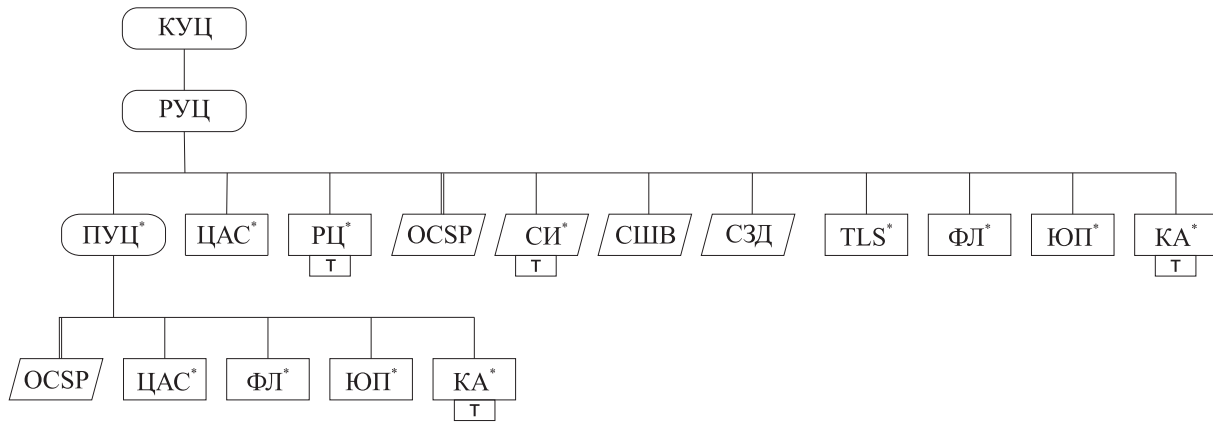 КУЦ
РУЦ
ПУЦ* ЦАС* РЦ* OCSP СИ* СШВ СЗД TLS* ФЛ* ЮП* КА*
Т Т Т
OCSP ЦАС* ФЛ* ЮП* КА*
Т